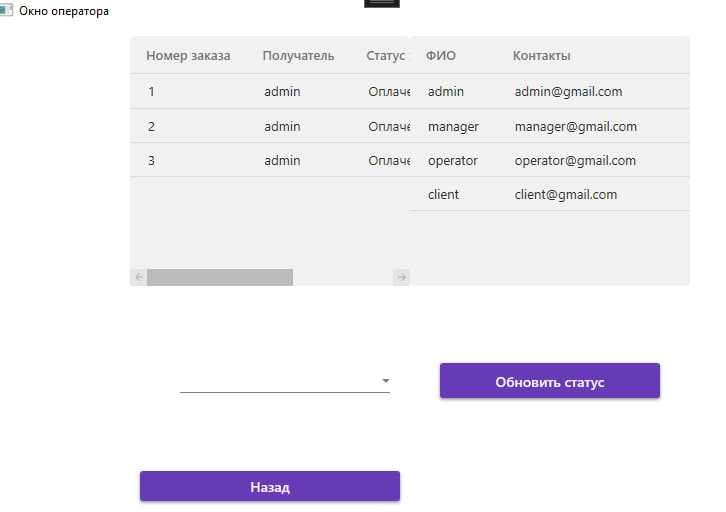 Окно оператора
Номер заказа Получатель Статус ФИО Контакты
1 admin Оплаче admin admin@gmail.com
2 admin Оплаче manager manager@gmail.com
3 admin Оплаче operator operator@gmail.com
client client@gmail.com
Обновить статус
Назад